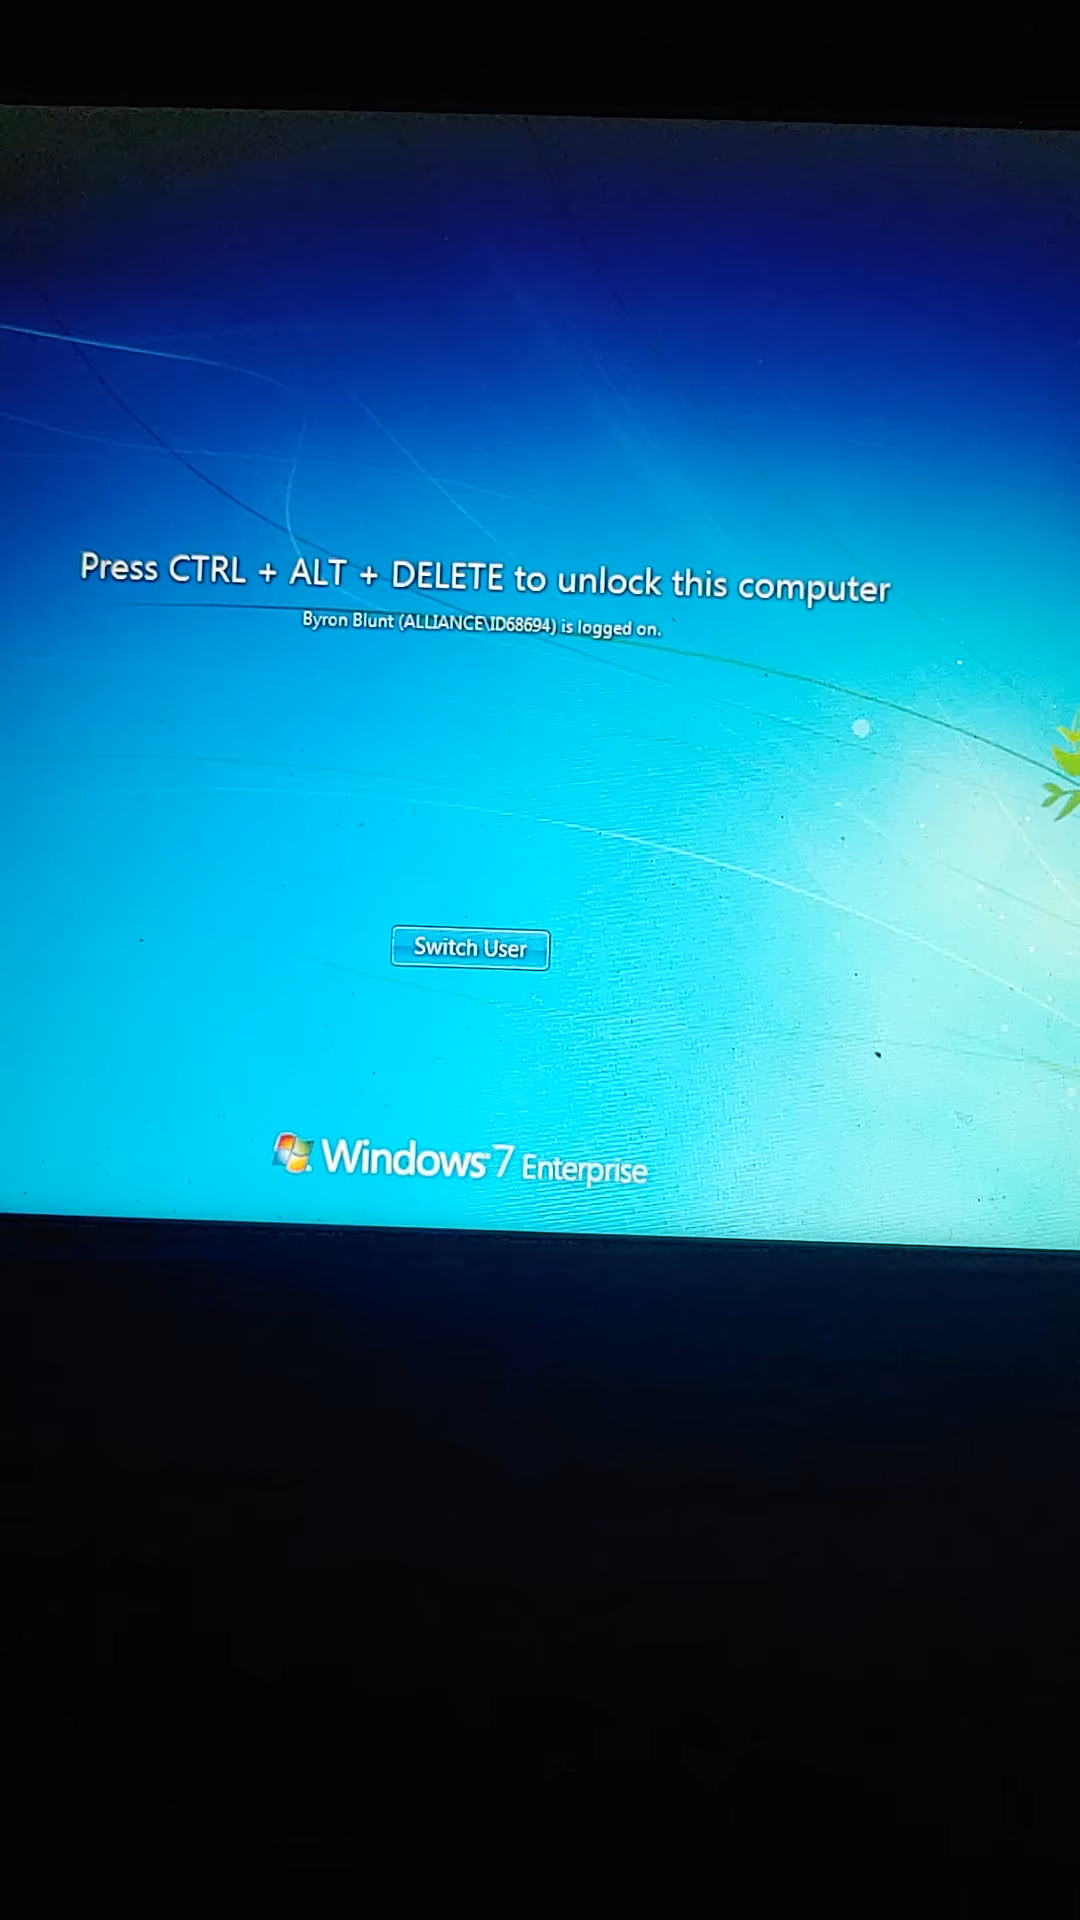 Press CTRL + ALT + DELETE to unlock this computer
Byron Blunt (ALLIANCE\ID68694) is logged on.
Switch User
Windows 7 Enterprise